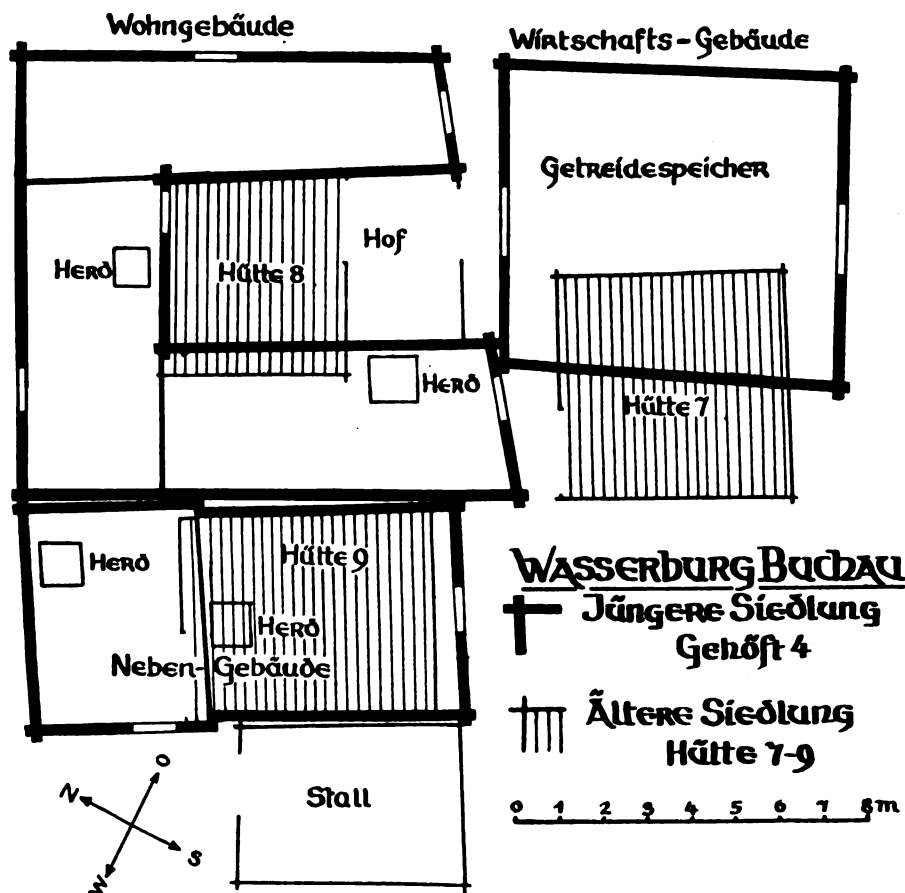 Wohngebäude
Wirtschafts-Gebäude
Getreidespeicher
Hof
Herd
Hütte 8
Herd
Hütte 7
Herd
Hütte 9
Herd
Neben-Gebäude
Wasserburg Buchau
Jüngere Siedlung
Gehöft 4
Ältere Siedlung
Hütte 7-9
Stall
N
O
S
W
0 1 2 3 4 5 6 7 8 m